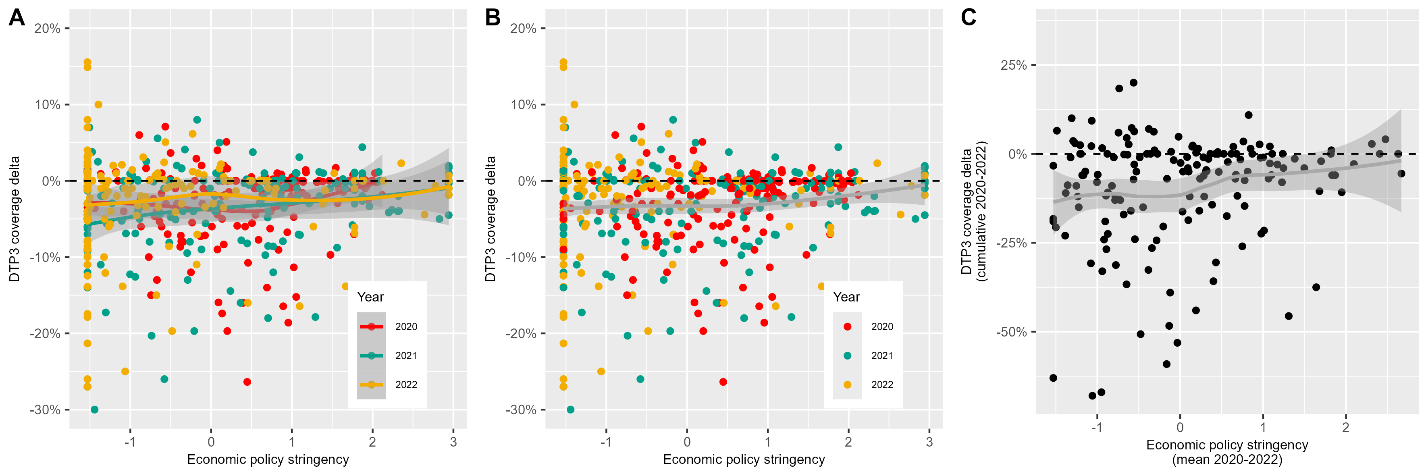 A
20%
10%
0%
-10%
-20%
-30%
DTP3 coverage delta
-1 0 1 2 3
Economic policy stringency
Year
2020
2021
2022
B
20%
10%
0%
-10%
-20%
-30%
DTP3 coverage delta
-1 0 1 2 3
Economic policy stringency
Year
2020
2021
2022
C
25%
0%
-25%
-50%
DTP3 coverage delta
(cumulative 2020-2022)
-1 0 1 2
Economic policy stringency
(mean 2020-2022)